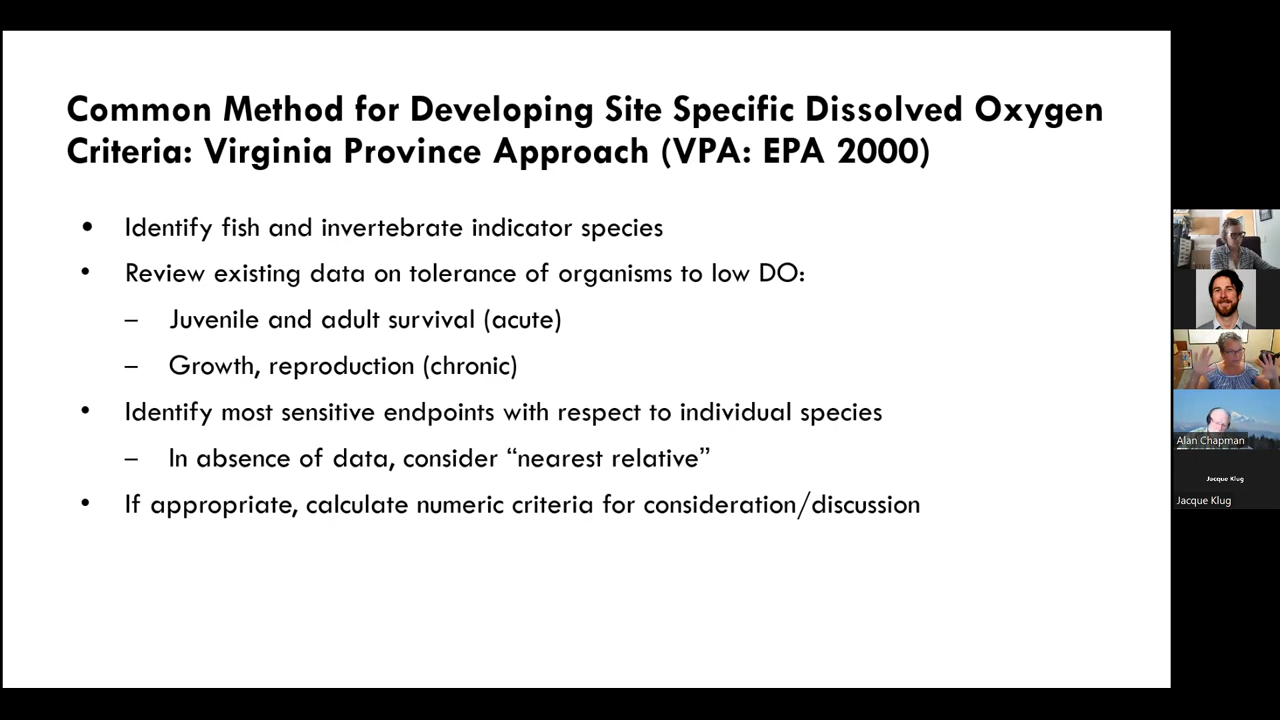 Common Method for Developing Site Specific Dissolved Oxygen
Criteria: Virginia Province Approach (VPA: EPA 2000)
• Identify fish and invertebrate indicator species
• Review existing data on tolerance of organisms to low DO:
– Juvenile and adult survival (acute)
– Growth, reproduction (chronic)
• Identify most sensitive endpoints with respect to individual species
– In absence of data, consider “nearest relative”
• If appropriate, calculate numeric criteria for consideration/discussion
Alan Chapman
Jacque Klug
Jacque Klug